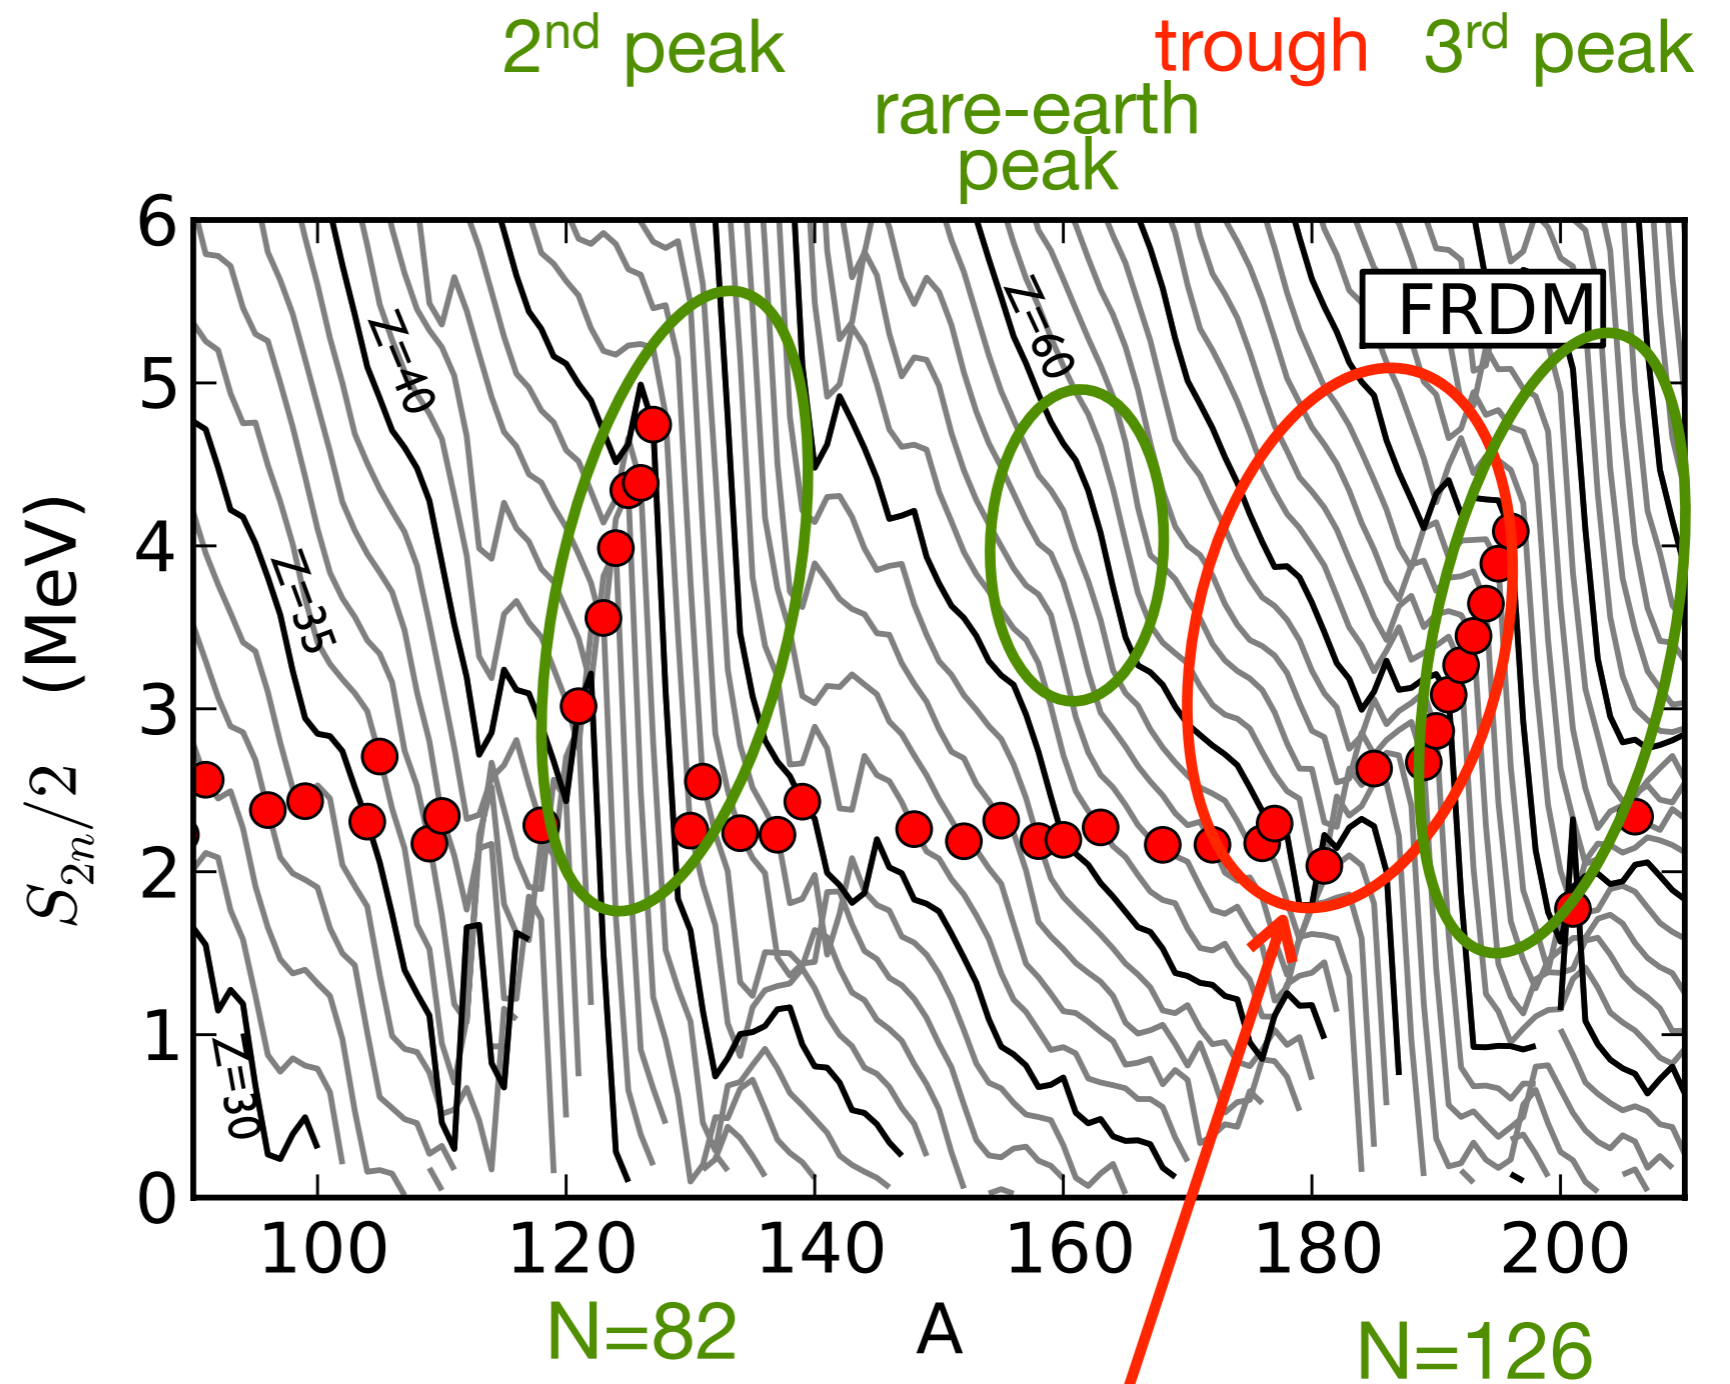 2nd peak
rare-earth
peak
trough
3rd peak
FRDM
Z=40
Z=35
Z=30
Z=60
6
5
4
3
2
1
0
S2n/2 (MeV)
100 120 140 160 180 200
N=82
A
N=126